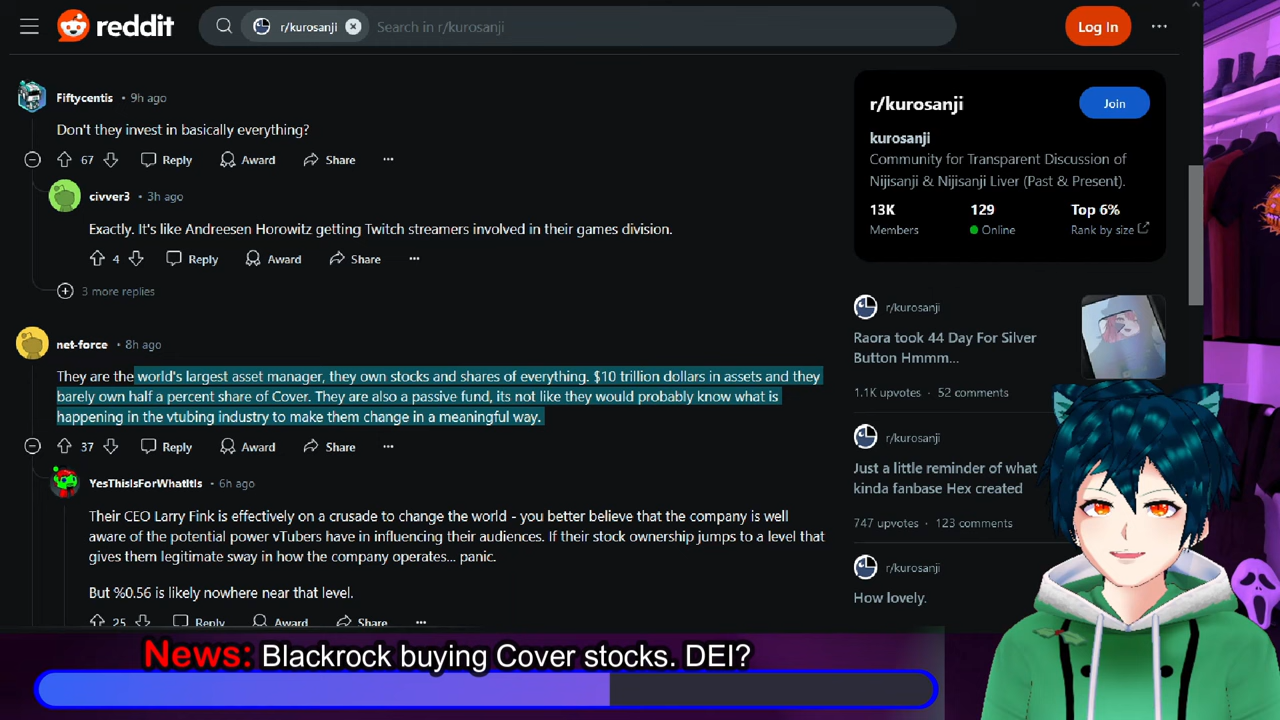 reddit
r/kurosanji
Search in r/kurosanji
Log In
Fiftycentis • 9h ago
Don't they invest in basically everything?
67 Reply Award Share
civver3 • 3h ago
Exactly. It's like Andreesen Horowitz getting Twitch streamers involved in their games division.
4 Reply Award Share
3 more replies
net-force • 8h ago
They are the world's largest asset manager, they own stocks and shares of everything. $10 trillion dollars in assets and they
barely own half a percent share of Cover. They are also a passive fund, its not like they would probably know what is
happening in the vtubing industry to make them change in a meaningful way.
37 Reply Award Share
YesThisIsForWhatItIs • 6h ago
Their CEO Larry Fink is effectively on a crusade to change the world - you better believe that the company is well
aware of the potential power vTubers have in influencing their audiences. If their stock ownership jumps to a level that
gives them legitimate sway in how the company operates... panic.
But %0.56 is likely nowhere near that level.
25 Reply Award Share
r/kurosanji
Join
kurosanji
Community for Transparent Discussion of
Nijisanji & Nijisanji Liver (Past & Present).
13K 129 Top 6%
Members Online Rank by size
r/kurosanji
Raora took 44 Day For Silver
Button Hmmm...
1.1K upvotes • 52 comments
r/kurosanji
Just a little reminder of what
kinda fanbase Hex created
747 upvotes • 123 comments
r/kurosanji
How lovely.
News: Blackrock buying Cover stocks. DEI?